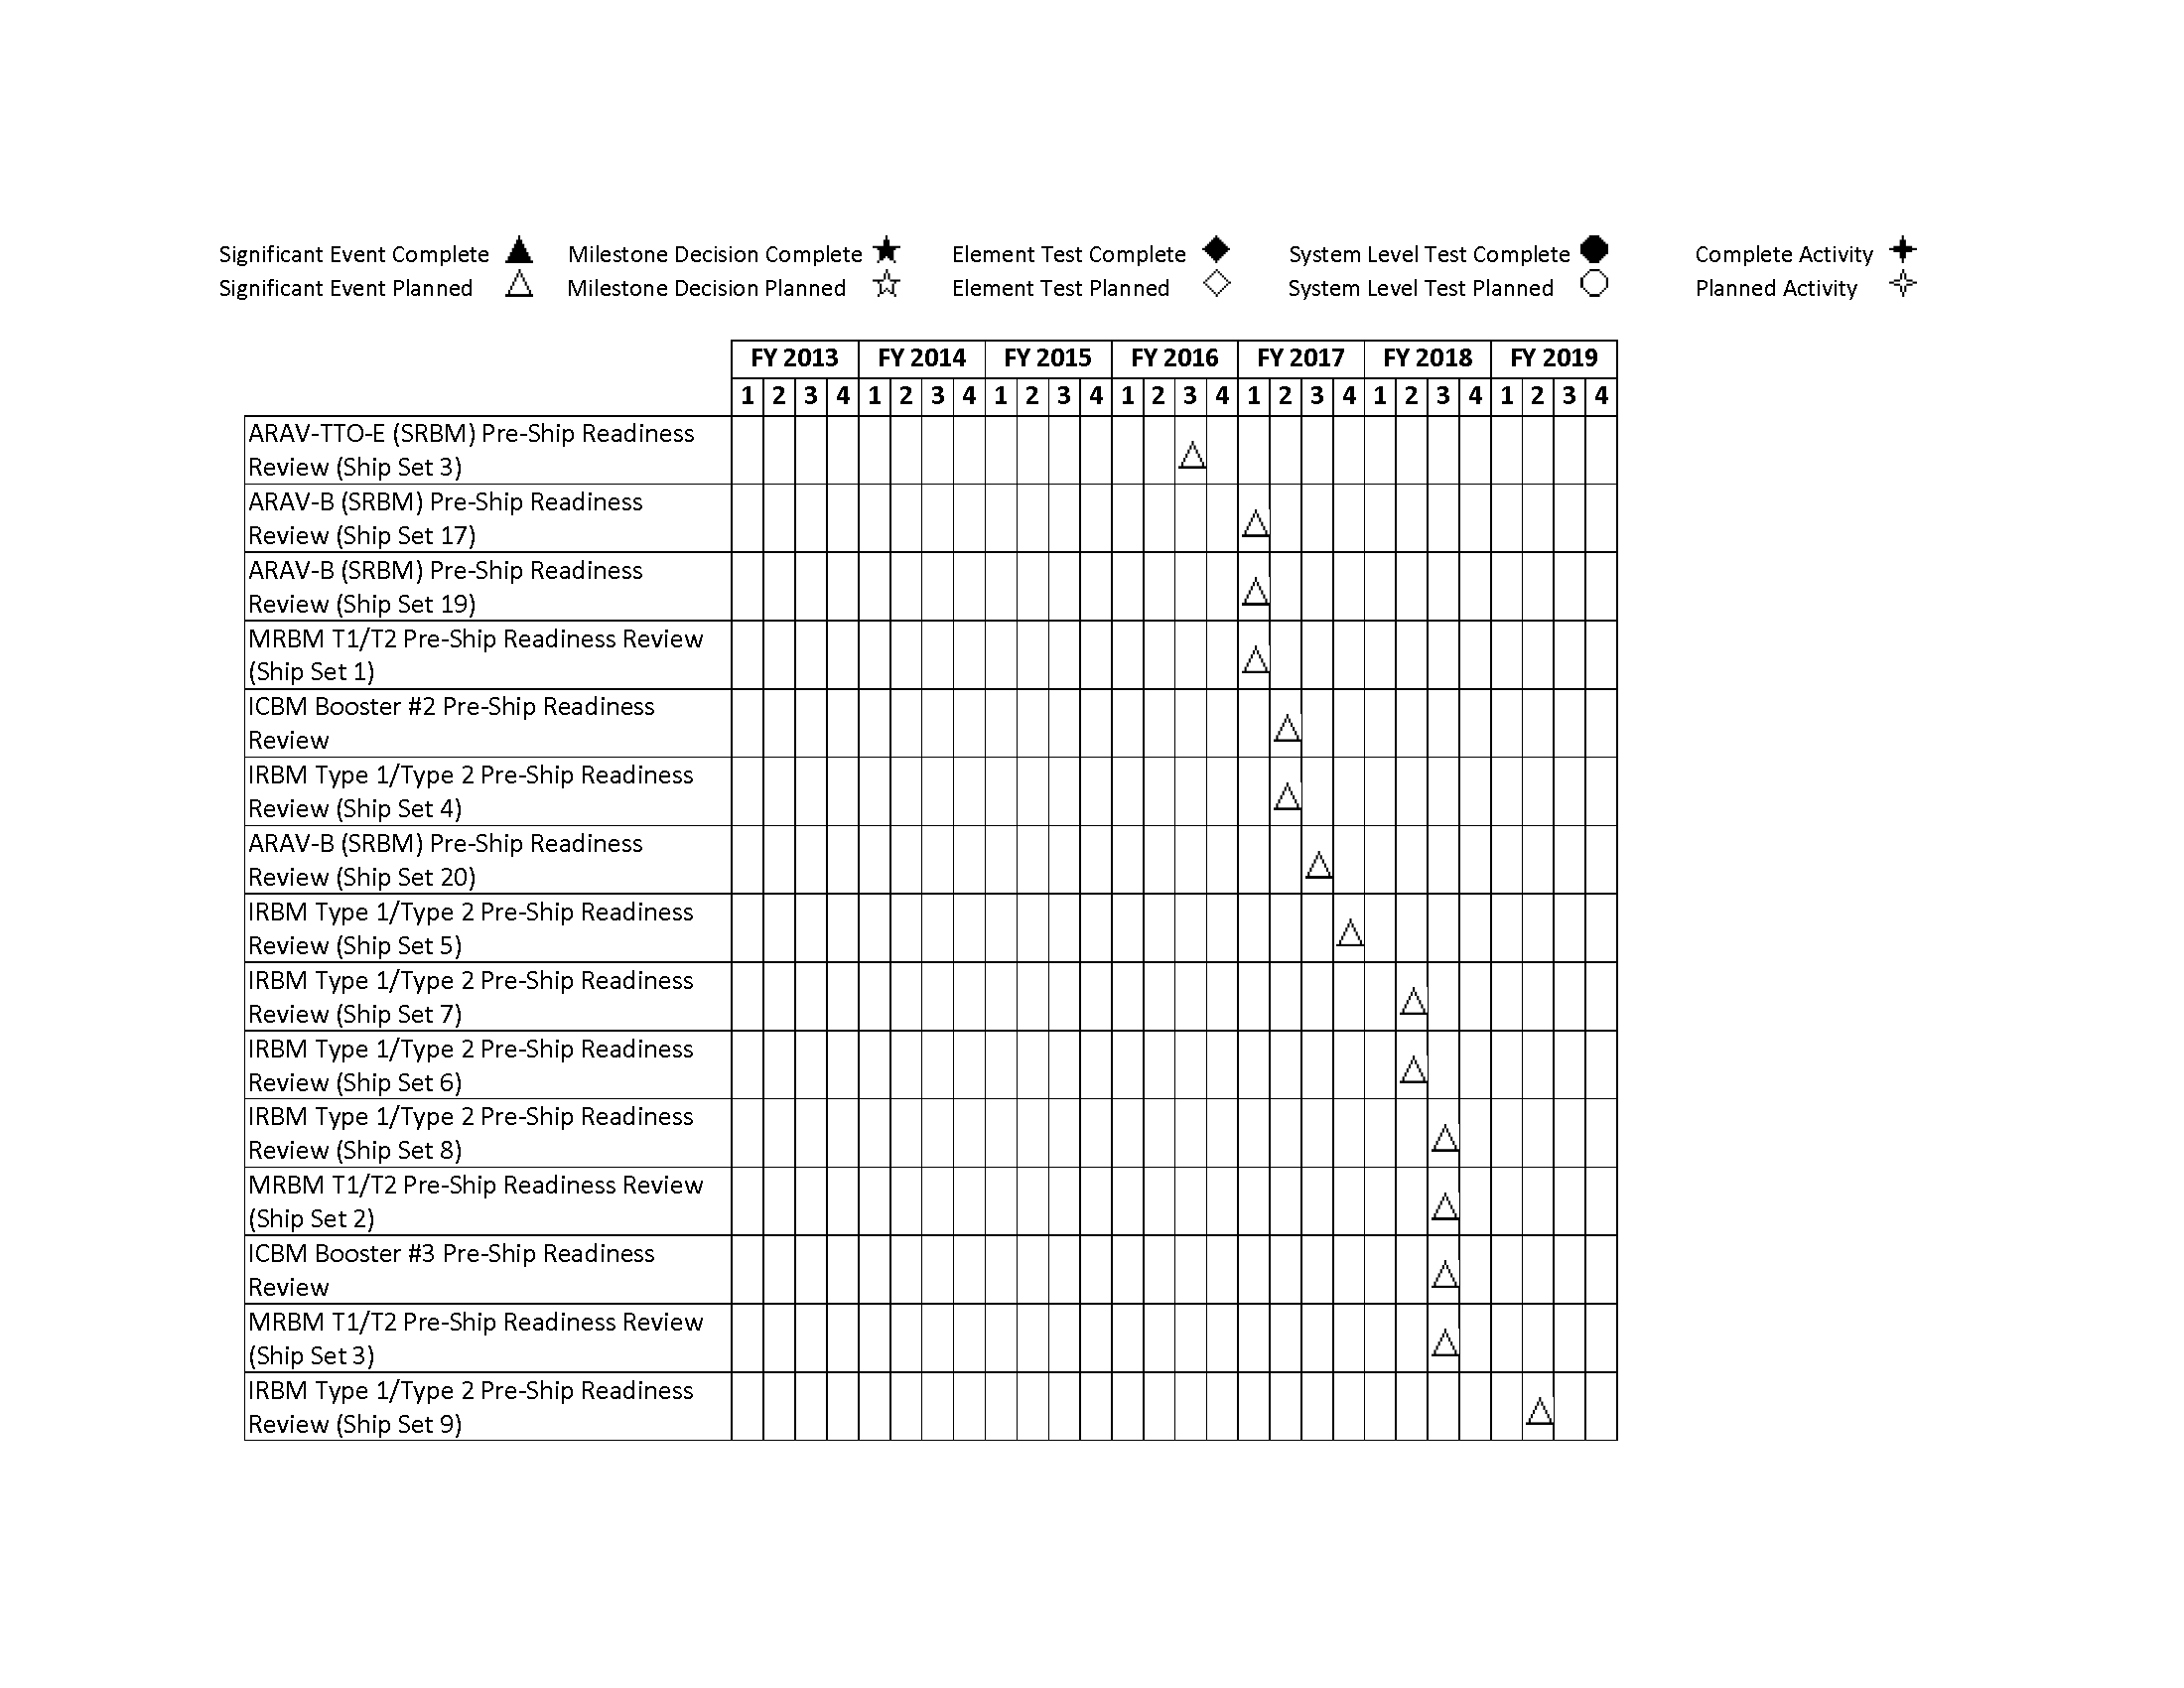 Significant Event Complete Milestone Decision Complete Element Test Complete System Level Test Complete Complete Activity
Significant Event Planned Milestone Decision Planned Element Test Planned System Level Test Planned Planned Activity
FY 2013 FY 2014 FY 2015 FY 2016 FY 2017 FY 2018 FY 2019
1 2 3 4 1 2 3 4 1 2 3 4 1 2 3 4 1 2 3 4 1 2 3 4 1 2 3 4
ARAV-TTO-E (SRBM) Pre-Ship Readiness
Review (Ship Set 3)
ARAV-B (SRBM) Pre-Ship Readiness
Review (Ship Set 17)
ARAV-B (SRBM) Pre-Ship Readiness
Review (Ship Set 19)
MRBM T1/T2 Pre-Ship Readiness Review
(Ship Set 1)
ICBM Booster #2 Pre-Ship Readiness
Review
IRBM Type 1/Type 2 Pre-Ship Readiness
Review (Ship Set 4)
ARAV-B (SRBM) Pre-Ship Readiness
Review (Ship Set 20)
IRBM Type 1/Type 2 Pre-Ship Readiness
Review (Ship Set 5)
IRBM Type 1/Type 2 Pre-Ship Readiness
Review (Ship Set 7)
IRBM Type 1/Type 2 Pre-Ship Readiness
Review (Ship Set 6)
IRBM Type 1/Type 2 Pre-Ship Readiness
Review (Ship Set 8)
MRBM T1/T2 Pre-Ship Readiness Review
(Ship Set 2)
ICBM Booster #3 Pre-Ship Readiness
Review
MRBM T1/T2 Pre-Ship Readiness Review
(Ship Set 3)
IRBM Type 1/Type 2 Pre-Ship Readiness
Review (Ship Set 9)